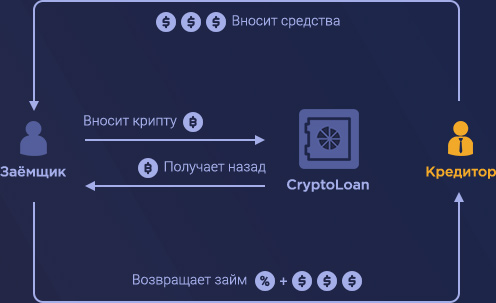 $ $ $ Вносит средства
Вносит крипту ₿
₿ Получает назад
Заёмщик
CryptoLoan
Кредитор
Возвращает займ % + $ $ $